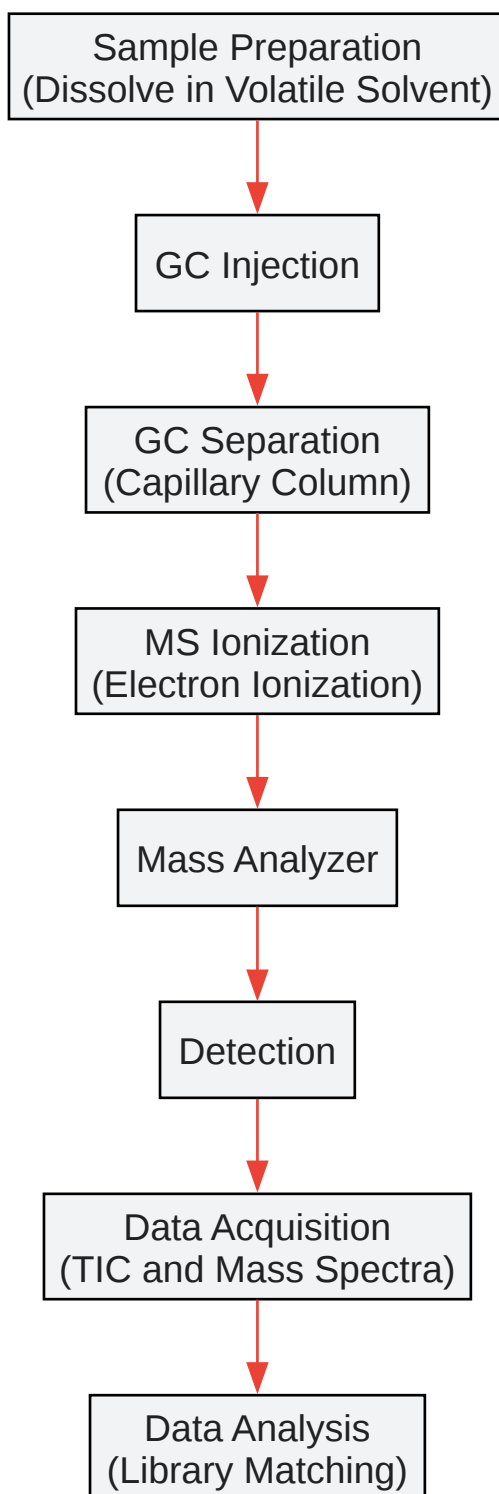 Sample Preparation
(Dissolve in Volatile Solvent)
GC Injection
GC Separation
(Capillary Column)
MS Ionization
(Electron Ionization)
Mass Analyzer
Detection
Data Acquisition
(TIC and Mass Spectra)
Data Analysis
(Library Matching)